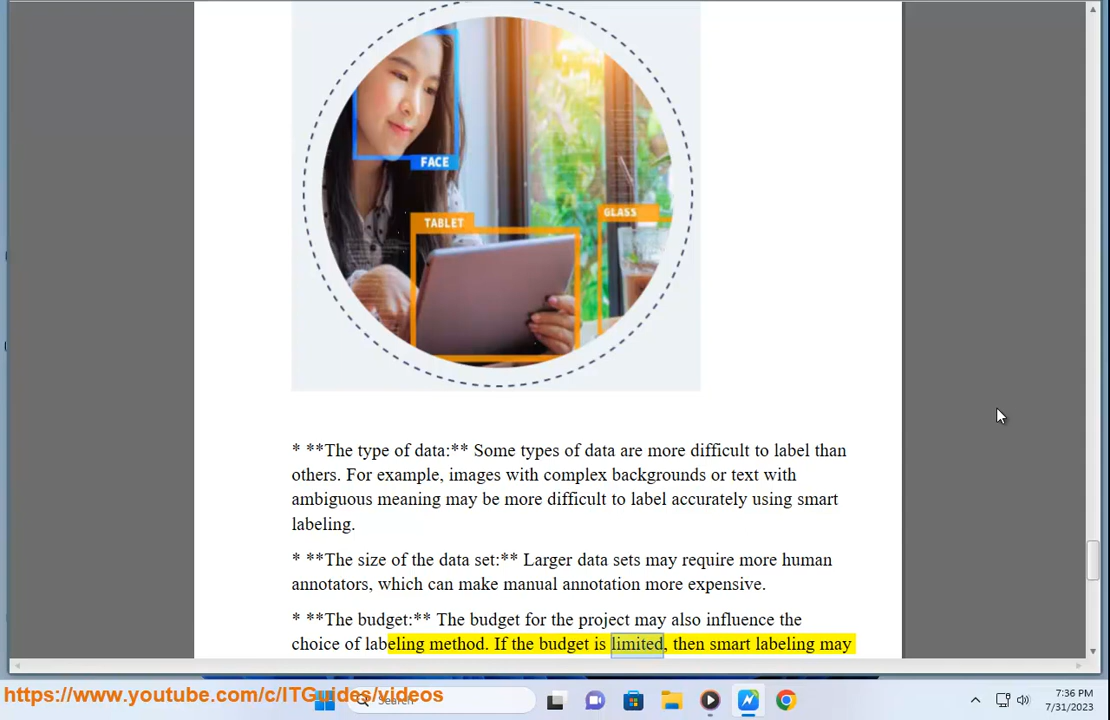 FACE
TABLET
GLASS
* **The type of data:** Some types of data are more difficult to label than
others. For example, images with complex backgrounds or text with
ambiguous meaning may be more difficult to label accurately using smart
labeling.
* **The size of the data set:** Larger data sets may require more human
annotators, which can make manual annotation more expensive.
* **The budget:** The budget for the project may also influence the
choice of labeling method. If the budget is limited, then smart labeling may
https://www.youtube.com/c/ITGuides/videos
Search
7:36 PM
7/31/2023